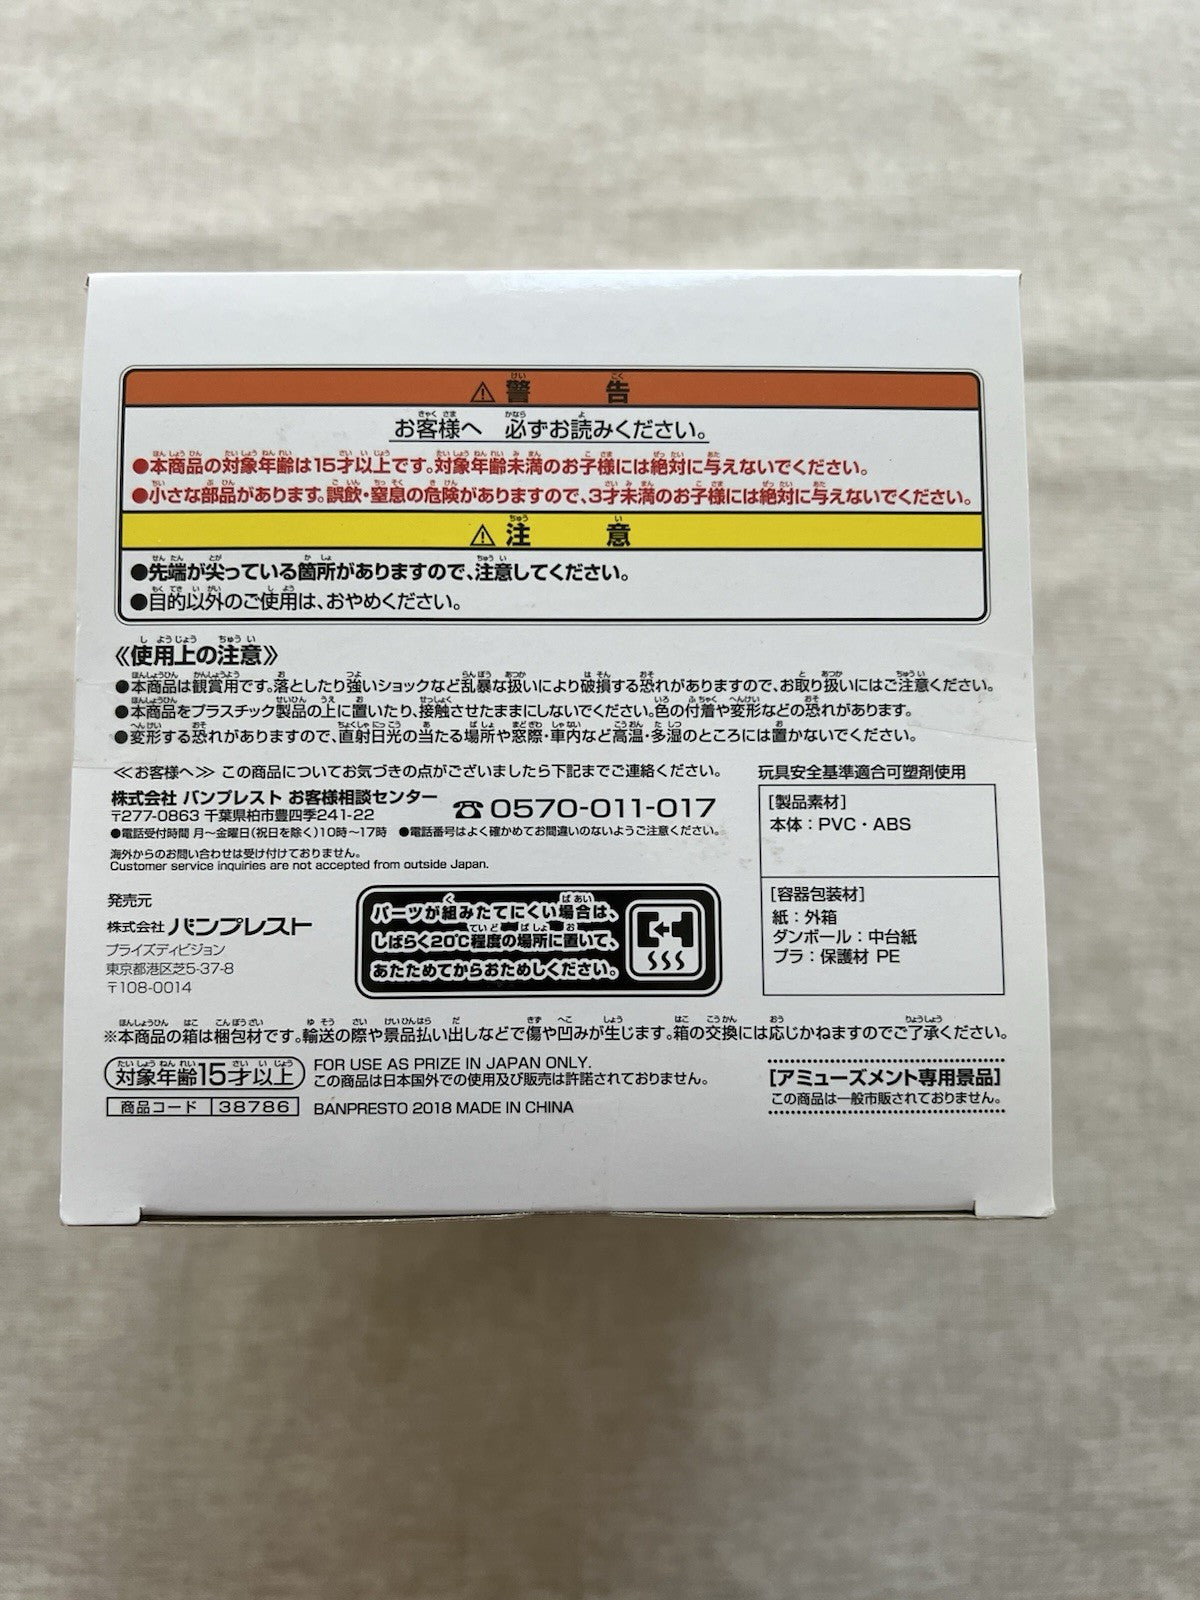 ⚠警告
お客様へ 必ずお読みください。
●本商品の対象年齢は15才以上です。対象年齢未満のお子様には絶対に与えないでください。
●小さな部品があります。誤飲・窒息の危険がありますので、3才未満のお子様には絶対に与えないでください。
⚠注意
●先端が尖っている箇所がありますので、注意してください。
●目的以外のご使用は、おやめください。
《使用上の注意》
●本商品は観賞用です。落としたり強いショックなど乱暴な扱いにより破損する恐れがありますので、お取り扱いにはご注意ください。
●本商品をプラスチック製品の上に置いたり、接触させたままにしないでください。色の付着や変形などの恐れがあります。
●変形する恐れがありますので、直射日光の当たる場所や窓際・車内など高温・多湿のところには置かないでください。
≪お客様へ≫ この商品についてお気づきの点がございましたら下記までご連絡ください。
株式会社 バンプレスト お客様相談センター
〒277-0863 千葉県柏市豊四季241-22
☎0570-011-017
●電話受付時間 月〜金曜日(祝日を除く)10時〜17時 ●電話番号はよく確かめてお間違いのないようご注意ください。
海外からのお問い合わせは受け付けておりません。
Customer service inquiries are not accepted from outside Japan.
玩具安全基準適合可塑剤使用
[製品素材]
本体：PVC・ABS
[容器包装材]
紙：外箱
ダンボール：中台紙
プラ：保護材 PE
発売元
株式会社 バンプレスト
プライズディビジョン
東京都港区芝5-37-8
〒108-0014
パーツが組みたてにくい場合は、
しばらく20℃程度の場所に置いて、
あたためてからおためしください。
※本商品の箱は梱包材です。輸送の際や景品払い出しなどで傷や凹みが生じます。箱の交換には応じかねますのでご了承ください。
対象年齢15才以上
FOR USE AS PRIZE IN JAPAN ONLY.
この商品は日本国外での使用及び販売は許諾されておりません。
商品コード 38786
BANPRESTO 2018 MADE IN CHINA
[アミューズメント専用景品]
この商品は一般市販されておりません。